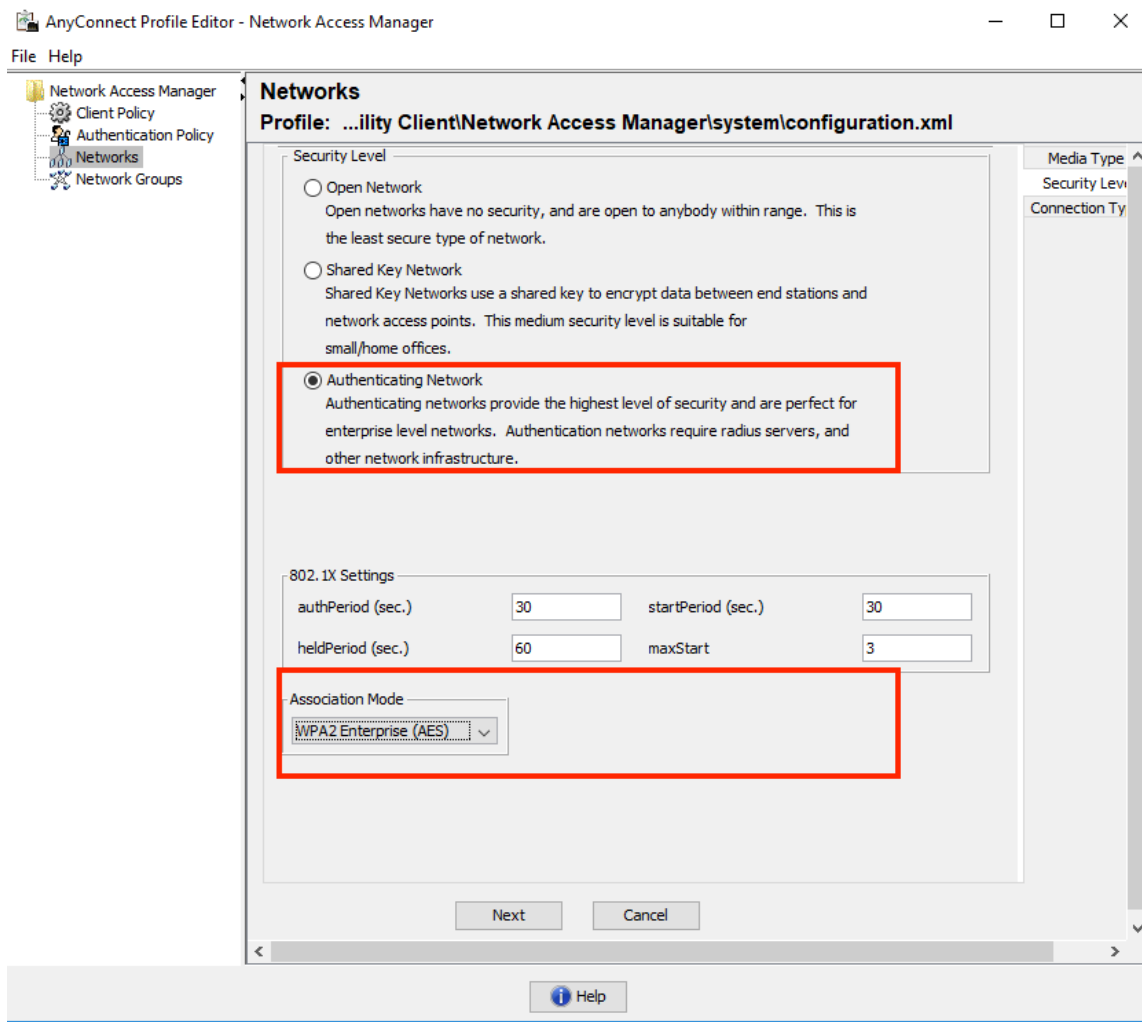 AnyConnect Profile Editor - Network Access Manager
File Help
Network Access Manager
Client Policy
Authentication Policy
Networks
Network Groups
Networks
Profile: ...ility Client\Network Access Manager\system\configuration.xml
Media Type
Security Leve
Connection Ty
Security Level
Open Network
Open networks have no security, and are open to anybody within range. This is
the least secure type of network.
Shared Key Network
Shared Key Networks use a shared key to encrypt data between end stations and
network access points. This medium security level is suitable for
small/home offices.
Authenticating Network
Authenticating networks provide the highest level of security and are perfect for
enterprise level networks. Authentication networks require radius servers, and
other network infrastructure.
802.1X Settings
authPeriod (sec.) 30 startPeriod (sec.) 30
heldPeriod (sec.) 60 maxStart 3
Association Mode
WPA2 Enterprise (AES)
Next Cancel
Help